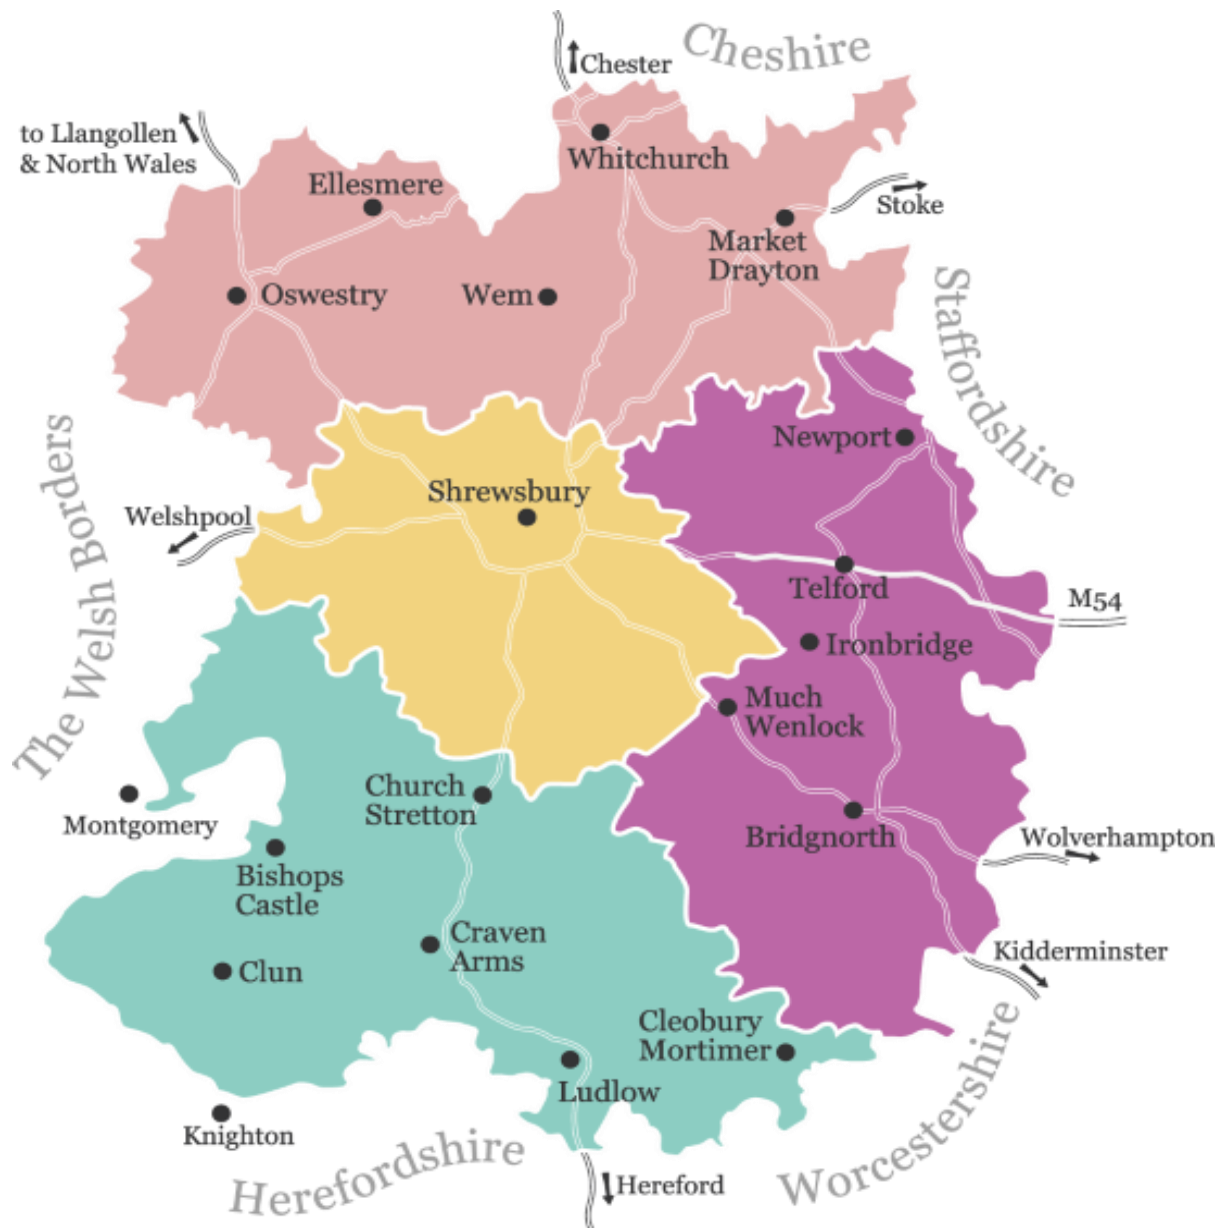 Cheshire
Chester
to Llangollen
& North Wales
Whitchurch
Ellesmere
Stoke
Market
Drayton
Oswestry
Wem
Staffordshire
Newport
The Welsh Borders
Shrewsbury
Welshpool
Telford
M54
Ironbridge
Much
Wenlock
Church
Stretton
Montgomery
Bridgnorth
Wolverhampton
Bishops
Castle
Craven
Arms
Clun
Kidderminster
Cleobury
Mortimer
Ludlow
Knighton
Herefordshire
Worcestershire
Hereford